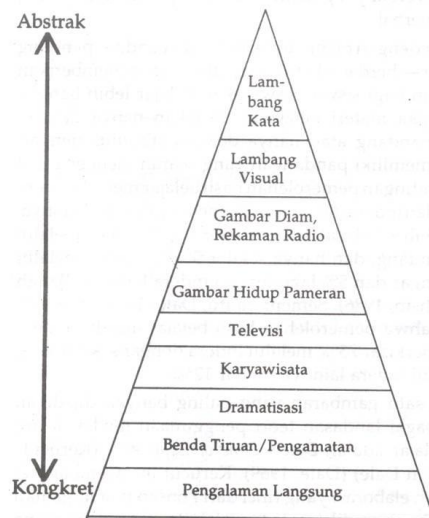 Abstrak
Lam-
bang
Kata
Lambang
Visual
Gambar Diam,
Rekaman Radio
Gambar Hidup Pameran
Televisi
Karyawisata
Dramatisasi
Benda Tiruan/Pengamatan
Kongkret
Pengalaman Langsung